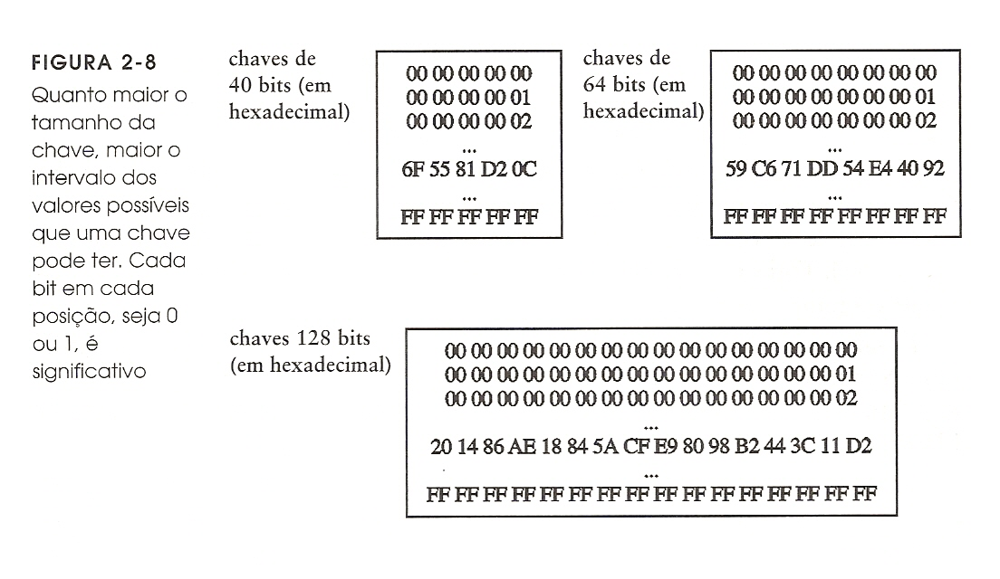 FIGURA 2-8
Quanto maior o
tamanho da
chave, maior o
intervalo dos
valores possíveis
que uma chave
pode ter. Cada
bit em cada
posição, seja 0
ou 1, é
significativo
chaves de
40 bits (em
hexadecimal)
00 00 00 00 00
00 00 00 00 01
00 00 00 00 02
...
6F 55 81 D2 0C
...
FF FF FF FF FF
chaves de
64 bits (em
hexadecimal)
00 00 00 00 00 00 00 00
00 00 00 00 00 00 00 01
00 00 00 00 00 00 00 02
...
59 C6 71 DD 54 E4 40 92
...
FF FF FF FF FF FF FF FF
chaves 128 bits
(em hexadecimal)
00 00 00 00 00 00 00 00 00 00 00 00 00 00 00 00
00 00 00 00 00 00 00 00 00 00 00 00 00 00 00 01
00 00 00 00 00 00 00 00 00 00 00 00 00 00 00 02
...
20 14 86 AE 18 84 5A CF E9 80 98 B2 44 3C 11 D2
...
FF FF FF FF FF FF FF FF FF FF FF FF FF FF FF FF